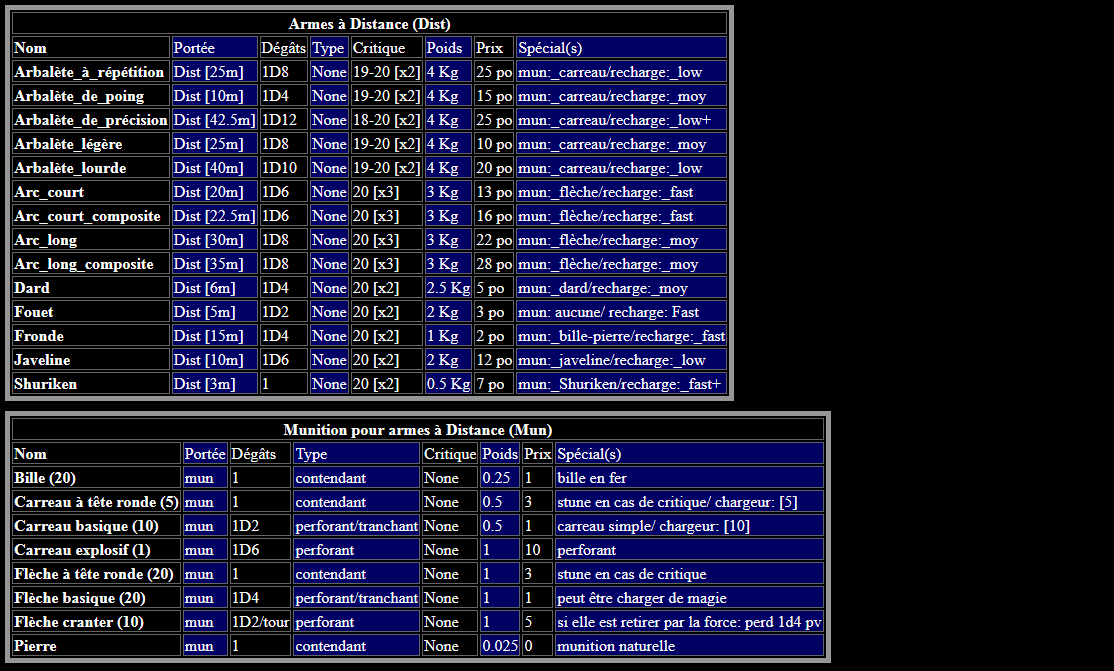 Armes à Distance (Dist)
Nom Portée Dégâts Type Critique Poids Prix Spécial(s)
Arbalète_à_répétition Dist [25m] 1D8 None 19-20 [x2] 4 Kg 25 po mun:_carreau/recharge:_low
Arbalète_de_poing Dist [10m] 1D4 None 19-20 [x2] 4 Kg 15 po mun:_carreau/recharge:_moy
Arbalète_de_précision Dist [42.5m] 1D12 None 18-20 [x2] 4 Kg 25 po mun:_carreau/recharge:_low+
Arbalète_légère Dist [25m] 1D8 None 19-20 [x2] 4 Kg 10 po mun:_carreau/recharge:_moy
Arbalète_lourde Dist [40m] 1D10 None 19-20 [x2] 4 Kg 20 po mun:_carreau/recharge:_low
Arc_court Dist [20m] 1D6 None 20 [x3] 3 Kg 13 po mun:_flèche/recharge:_fast
Arc_court_composite Dist [22.5m] 1D6 None 20 [x3] 3 Kg 16 po mun:_flèche/recharge:_fast
Arc_long Dist [30m] 1D8 None 20 [x3] 3 Kg 22 po mun:_flèche/recharge:_moy
Arc_long_composite Dist [35m] 1D8 None 20 [x3] 3 Kg 28 po mun:_flèche/recharge:_moy
Dard Dist [6m] 1D4 None 20 [x2] 2.5 Kg 5 po mun:_dard/recharge:_moy
Fouet Dist [5m] 1D2 None 20 [x2] 2 Kg 3 po mun: aucune/ recharge: Fast
Fronde Dist [15m] 1D4 None 20 [x2] 1 Kg 2 po mun:_bille-pierre/recharge:_fast
Javeline Dist [10m] 1D6 None 20 [x2] 2 Kg 12 po mun:_javeline/recharge:_low
Shuriken Dist [3m] 1 None 20 [x2] 0.5 Kg 7 po mun:_Shuriken/recharge:_fast+
Munition pour armes à Distance (Mun)
Nom Portée Dégâts Type Critique Poids Prix Spécial(s)
Bille (20) mun 1 contendant None 0.25 1 bille en fer
Carreau à tête ronde (5) mun 1 contendant None 0.5 3 stune en cas de critique/ chargeur: [5]
Carreau basique (10) mun 1D2 perforant/tranchant None 0.5 1 carreau simple/ chargeur: [10]
Carreau explosif (1) mun 1D6 perforant None 1 10 perforant
Flèche à tête ronde (20) mun 1 contendant None 1 3 stune en cas de critique
Flèche basique (20) mun 1D4 perforant/tranchant None 1 1 peut être charger de magie
Flèche cranter (10) mun 1D2/tour perforant None 1 5 si elle est retirer par la force: perd 1d4 pv
Pierre mun 1 contendant None 0.025 0 munition naturelle